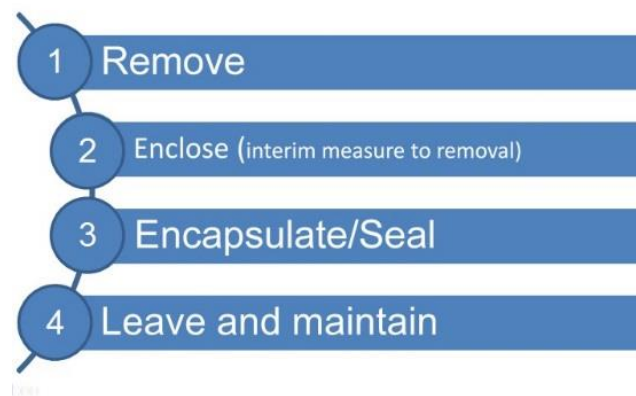 1 Remove
2 Enclose (interim measure to removal)
3 Encapsulate/Seal
4 Leave and maintain